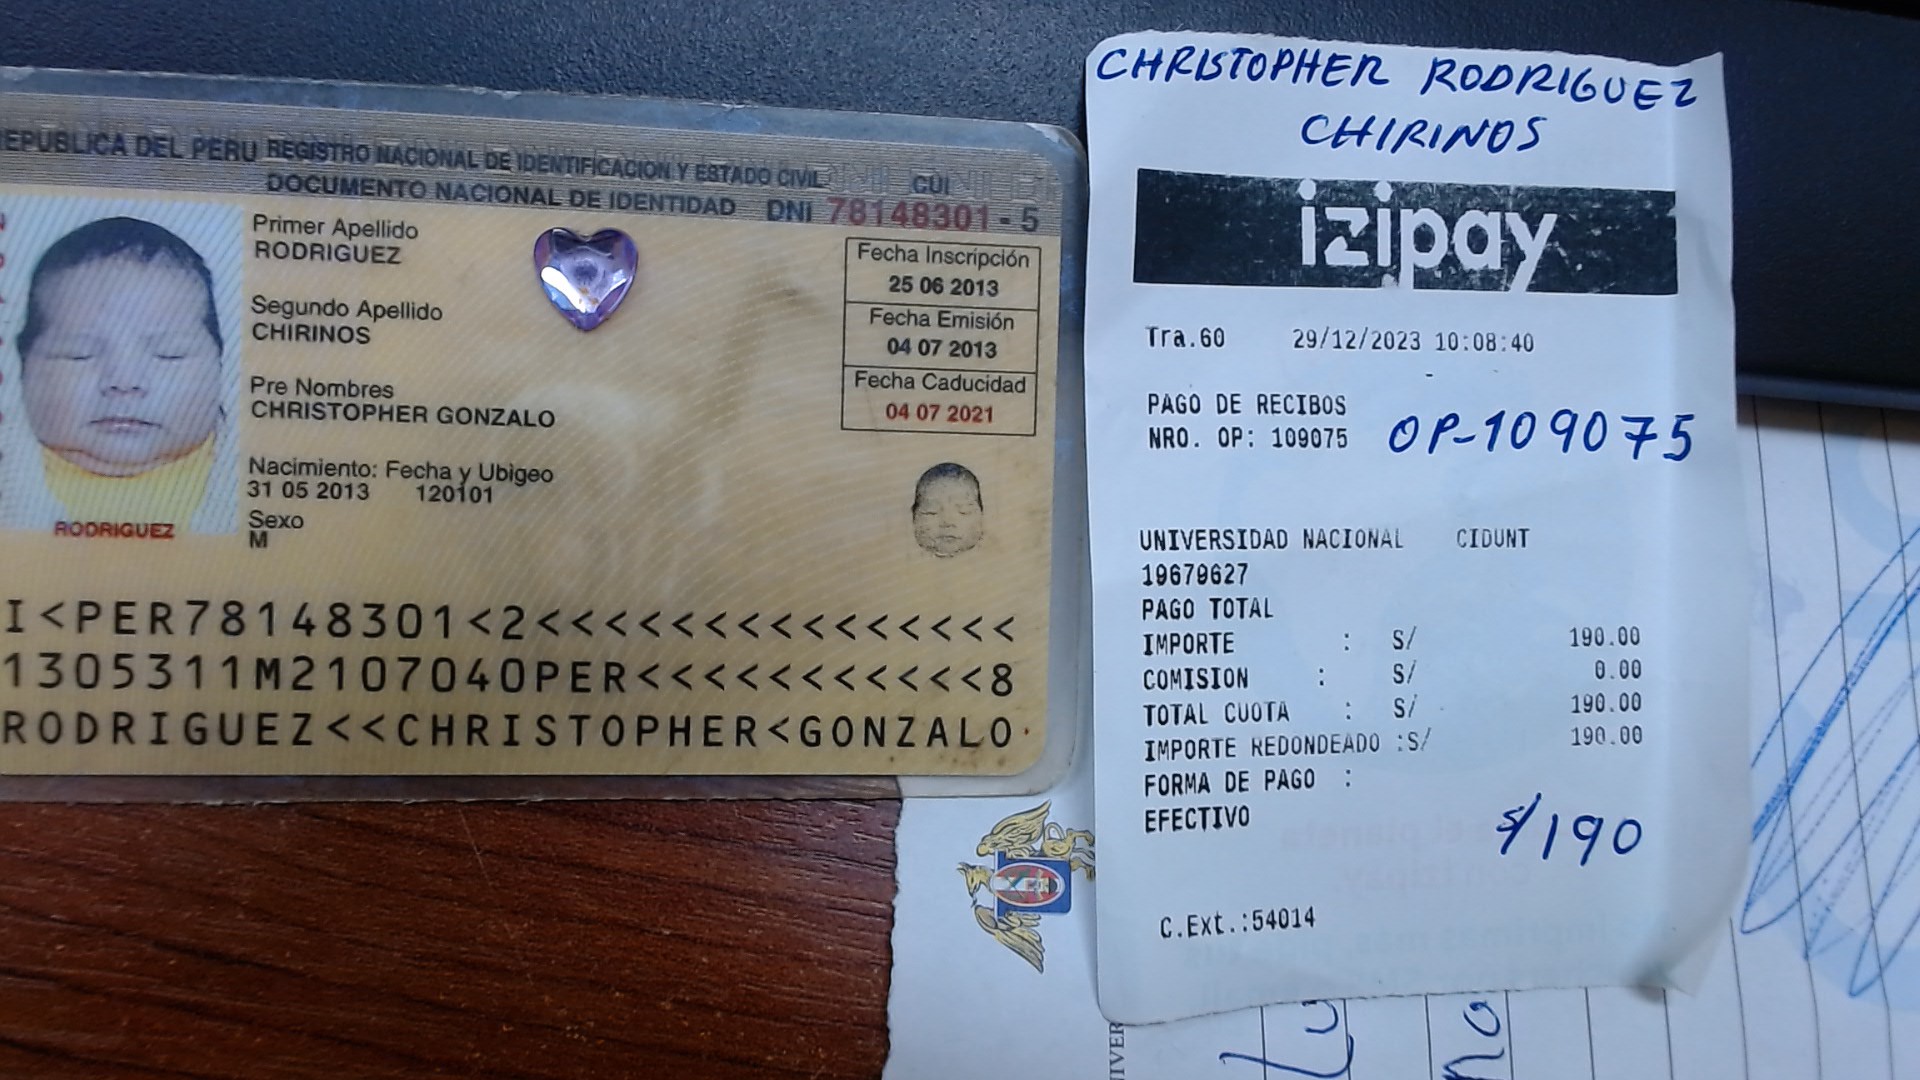 REPUBLICA DEL PERU REGISTRO NACIONAL DE IDENTIFICACION Y ESTADO CIVIL
CUI
DOCUMENTO NACIONAL DE IDENTIDAD DNI 78148301 - 5
Primer Apellido
RODRIGUEZ
Segundo Apellido
CHIRINOS
Pre Nombres
CHRISTOPHER GONZALO
Nacimiento: Fecha y Ubigeo
31 05 2013 120101
Sexo
M
Fecha Inscripción
25 06 2013
Fecha Emisión
04 07 2013
Fecha Caducidad
04 07 2021
RODRIGUEZ
I<PER78148301<2<<<<<<<<<<<<<<<
1305311M2107040PER<<<<<<<<<<<8
RODRIGUEZ<<CHRISTOPHER<GONZALO
CHRISTOPHER RODRIGUEZ
CHIRINOS
izipay
Tra.60 29/12/2023 10:08:40
PAGO DE RECIBOS
NRO. OP: 109075 OP-109075
UNIVERSIDAD NACIONAL CIDUNT
19679627
PAGO TOTAL
IMPORTE : S/ 190.00
COMISION : S/ 0.00
TOTAL CUOTA : S/ 190.00
IMPORTE REDONDEADO :S/ 190.00
FORMA DE PAGO :
EFECTIVO
S/190
C.Ext.:54014